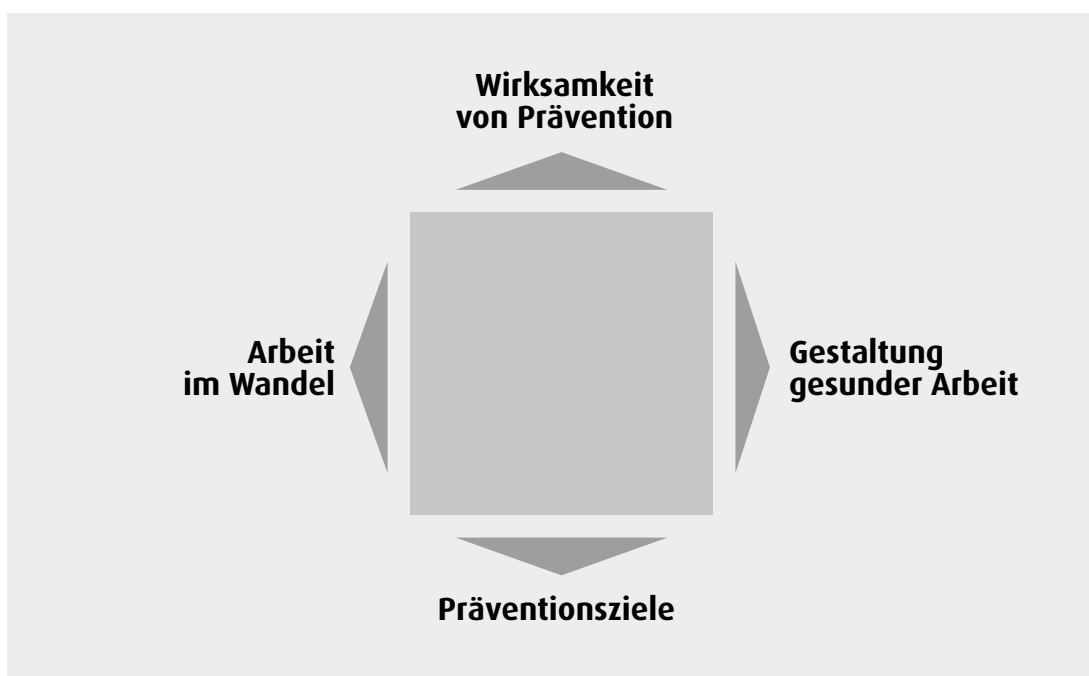 Wirksamkeit
von Prävention
Arbeit
im Wandel
Gestaltung
gesunder Arbeit
Präventionsziele